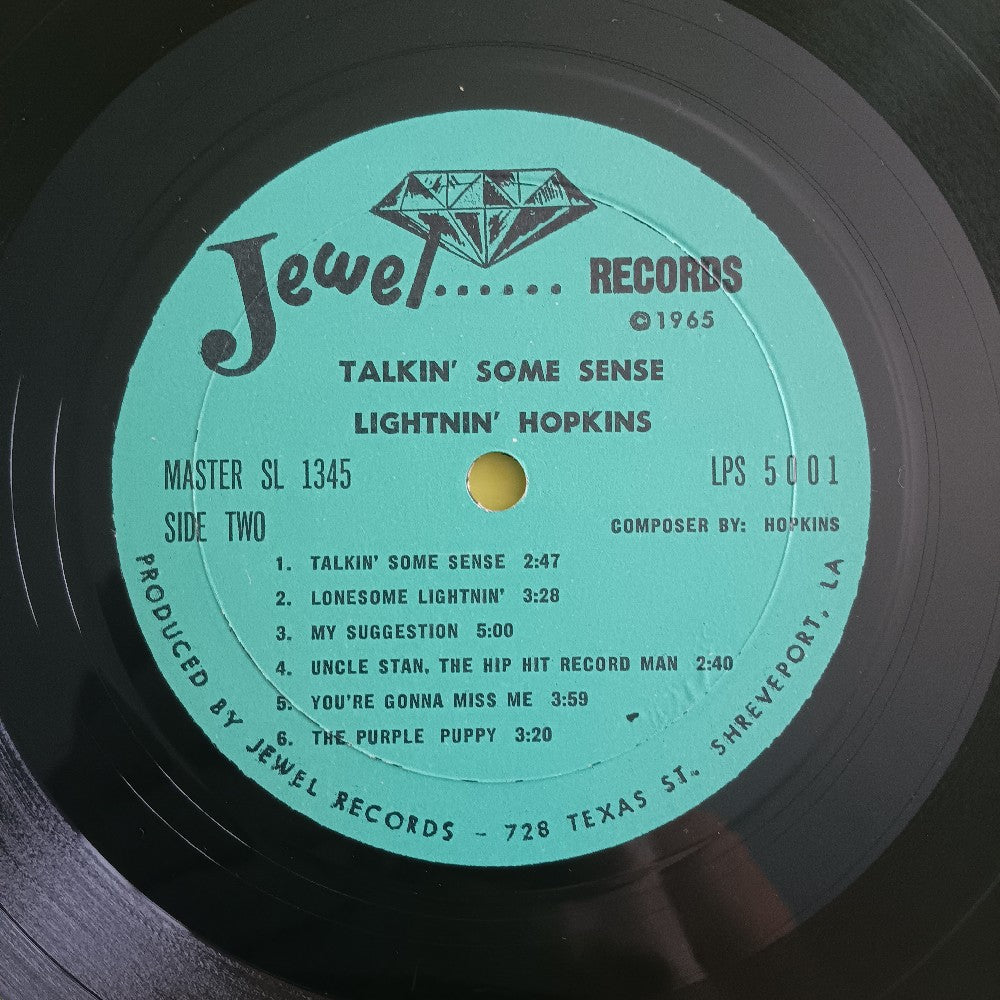 Jewel...... RECORDS
©1965
TALKIN' SOME SENSE
LIGHTNIN' HOPKINS
MASTER SL 1345
LPS 5001
SIDE TWO
COMPOSER BY: HOPKINS
1. TALKIN' SOME SENSE 2:47
2. LONESOME LIGHTNIN' 3:28
3. MY SUGGESTION 5:00
4. UNCLE STAN, THE HIP HIT RECORD MAN 2:40
5. YOU'RE GONNA MISS ME 3:59
6. THE PURPLE PUPPY 3:20
PRODUCED BY JEWEL RECORDS - 728 TEXAS ST., SHREVEPORT, LA